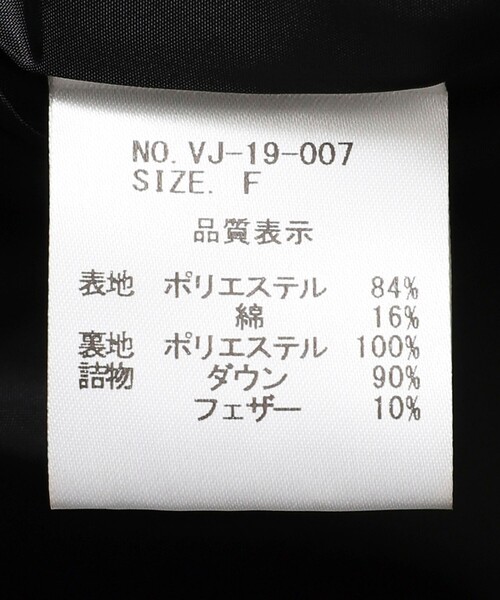 NO. VJ-19-007
SIZE. F
品質表示
表地 ポリエステル 84%
綿 16%
裏地 ポリエステル 100%
詰物 ダウン 90%
フェザー 10%